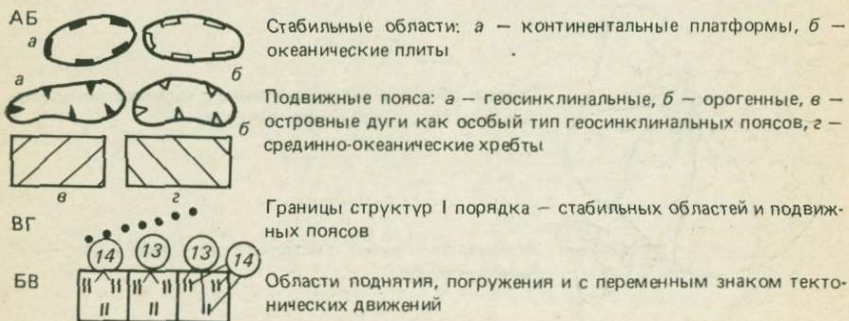 АБ
а
б
Стабильные области: а — континентальные платформы, б —
океанические плиты
а
б
Подвижные пояса: а — геосинклинальные, б — орогенные, в —
островные дуги как особый тип геосинклинальных поясов, г —
срединно-океанические хребты
в
г
ВГ
Границы структур I порядка — стабильных областей и подвиж-
ных поясов
14 13 13 14
БВ
Области поднятия, погружения и с переменным знаком текто-
нических движений